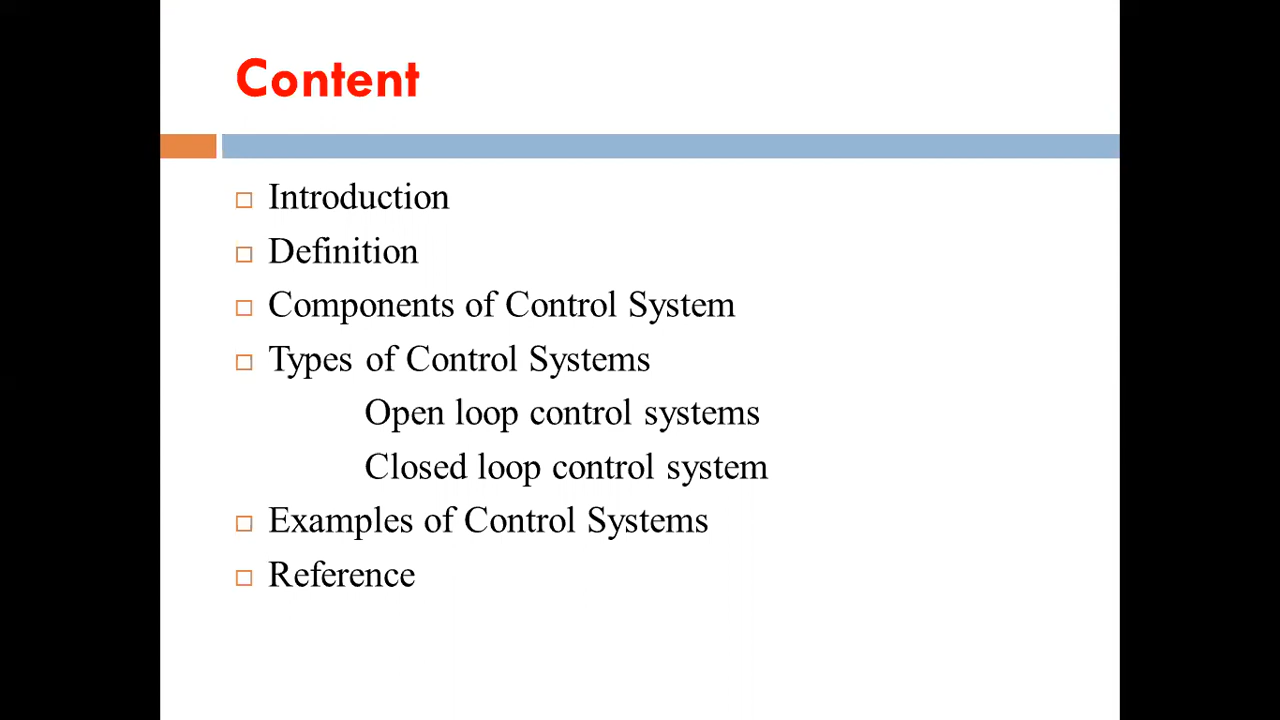 Content
Introduction
Definition
Components of Control System
Types of Control Systems
Open loop control systems
Closed loop control system
Examples of Control Systems
Reference